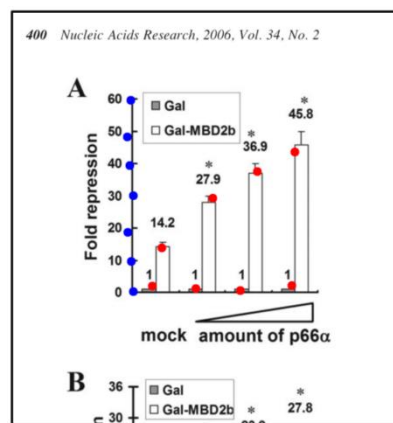 400 Nucleic Acids Research, 2006, Vol. 34, No. 2
A
60
Gal
Gal-MBD2b
*
45.8
50
*
36.9
40
*
27.9
30
20
14.2
10
1
1
1
1
0
Fold repression
mock amount of p66α
B
36
Gal
Gal-MBD2b
*
27.8
*
30
n